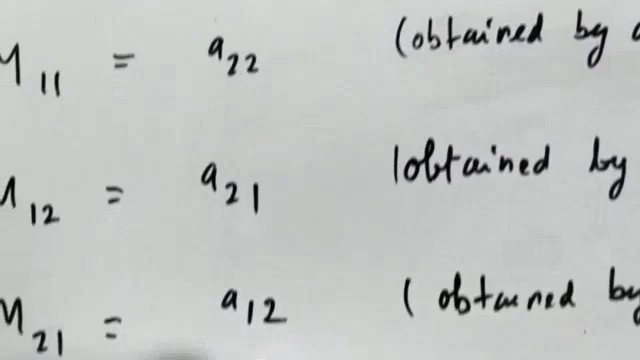 M₁₁ = a₂₂ (obtained by
M₁₂ = a₂₁ (obtained by
M₂₁ = a₁₂ (obtained by